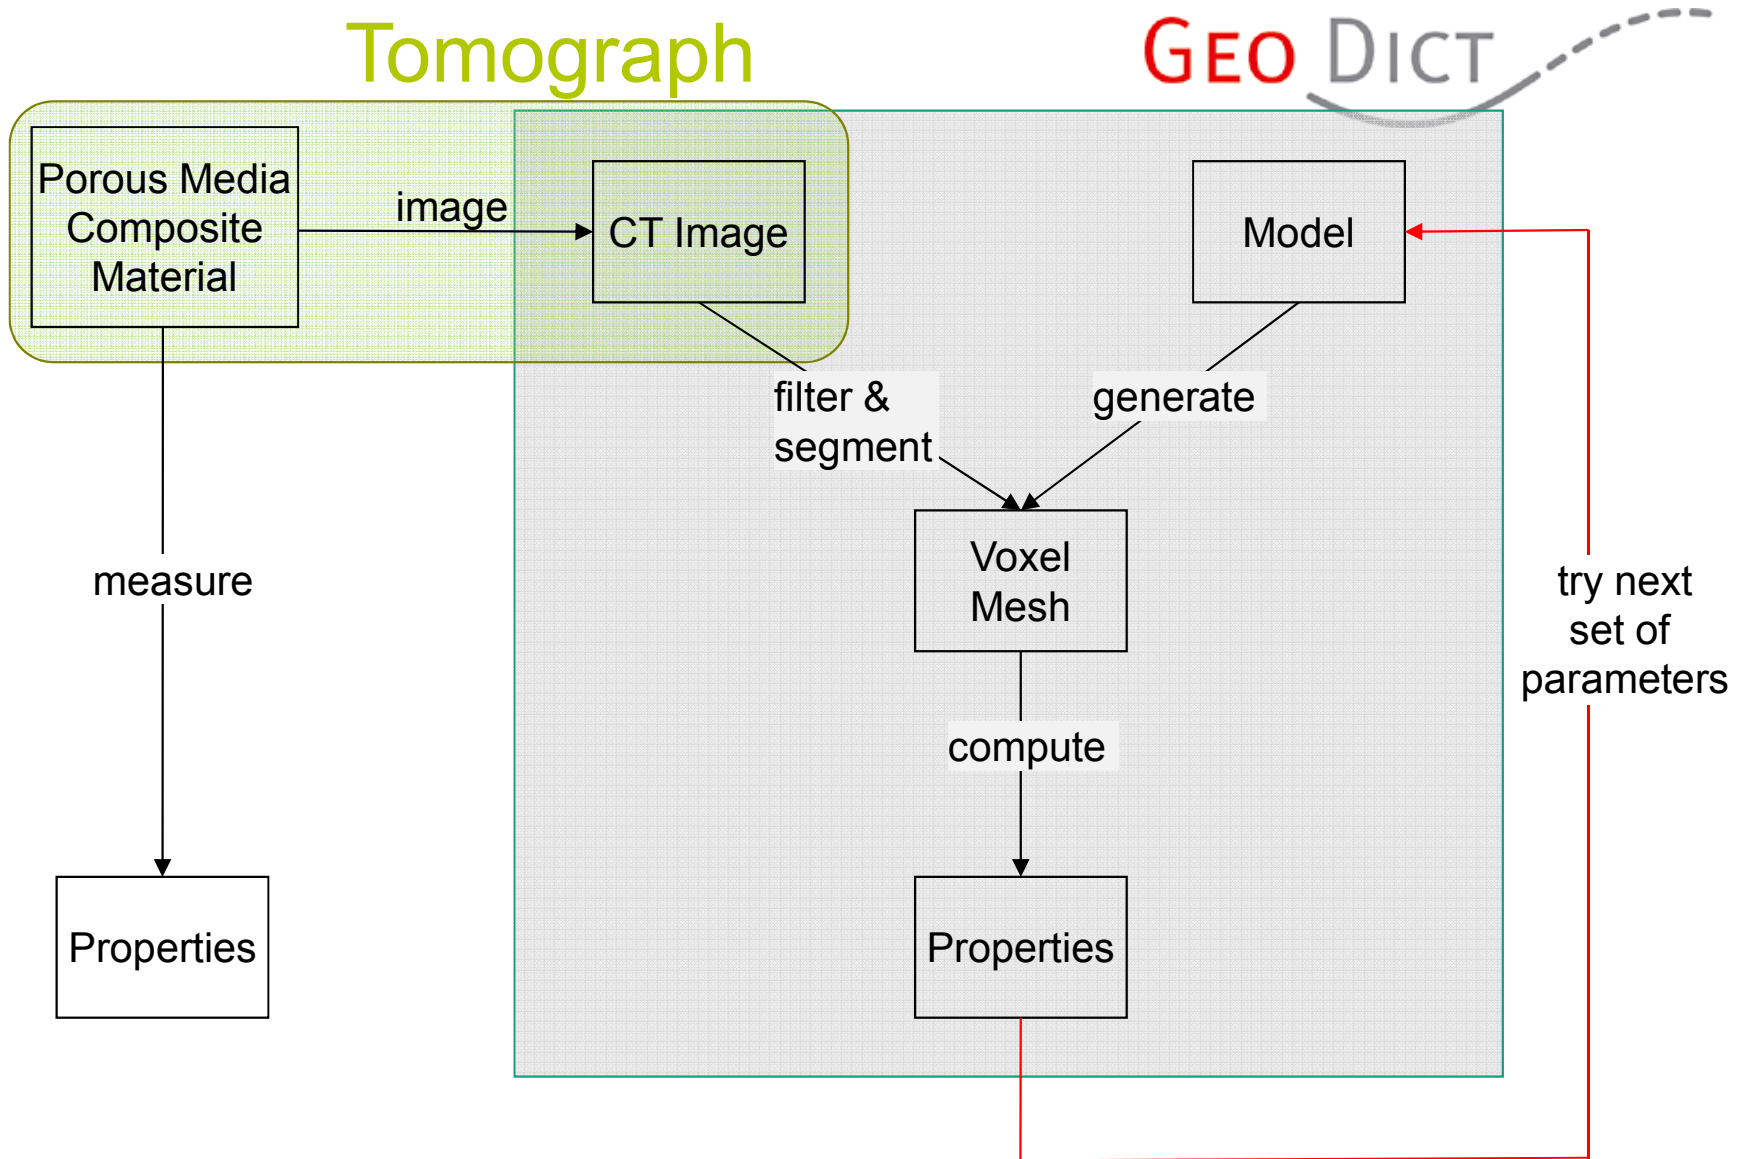 Tomograph
GEO DICT
Porous Media
Composite
Material
image
CT Image
Model
filter &
segment
generate
Voxel
Mesh
measure
try next
set of
parameters
compute
Properties
Properties